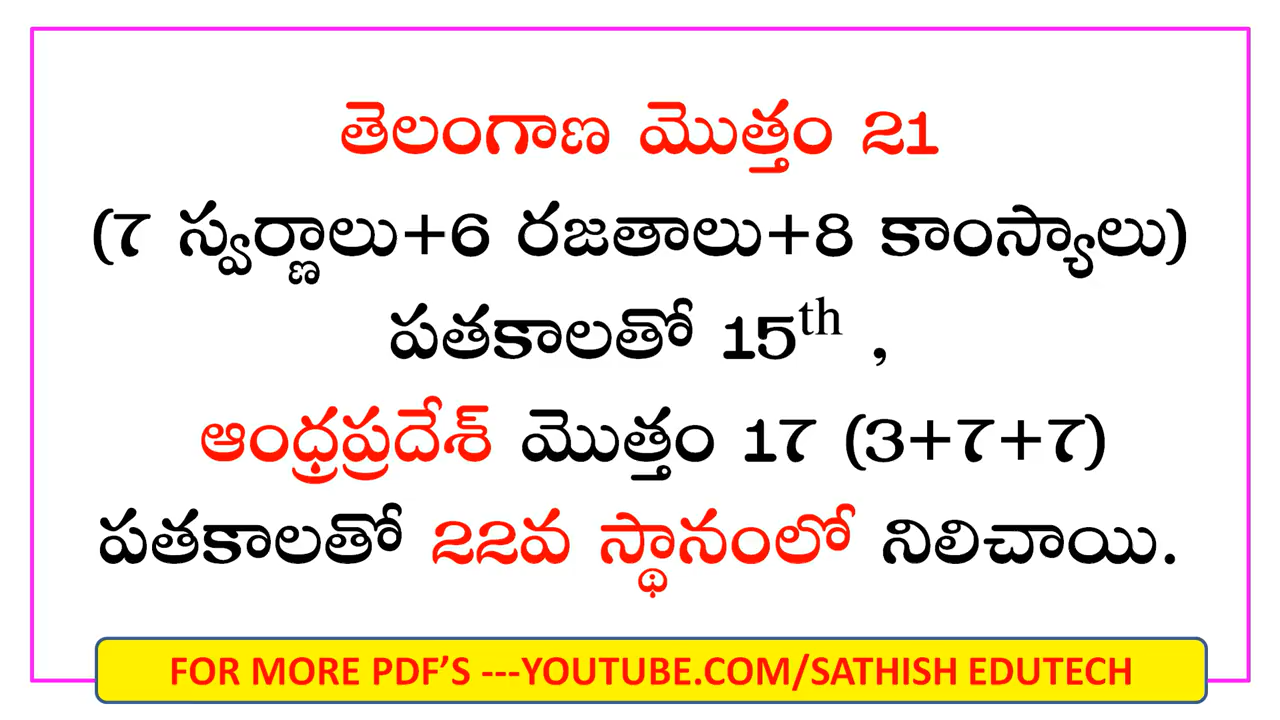 తెలంగాణ మొత్తం 21
(7 స్వర్ణాలు+6 రజతాలు+8 కాంస్యాలు)
పతకాలతో 15th ,
ఆంధ్రప్రదేశ్ మొత్తం 17 (3+7+7)
పతకాలతో 22వ స్థానంలో నిలిచాయి.
FOR MORE PDF’S ---YOUTUBE.COM/SATHISH EDUTECH